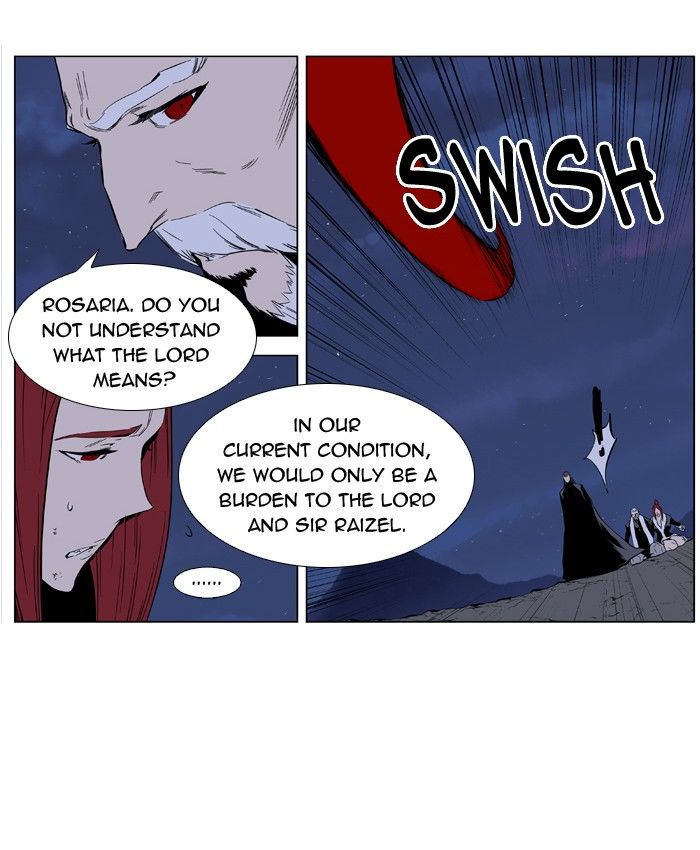 ROSARIA. DO YOU
NOT UNDERSTAND
WHAT THE LORD
MEANS?
......
SWISH
IN OUR
CURRENT CONDITION,
WE WOULD ONLY BE A
BURDEN TO THE LORD
AND SIR RAIZEL.
!